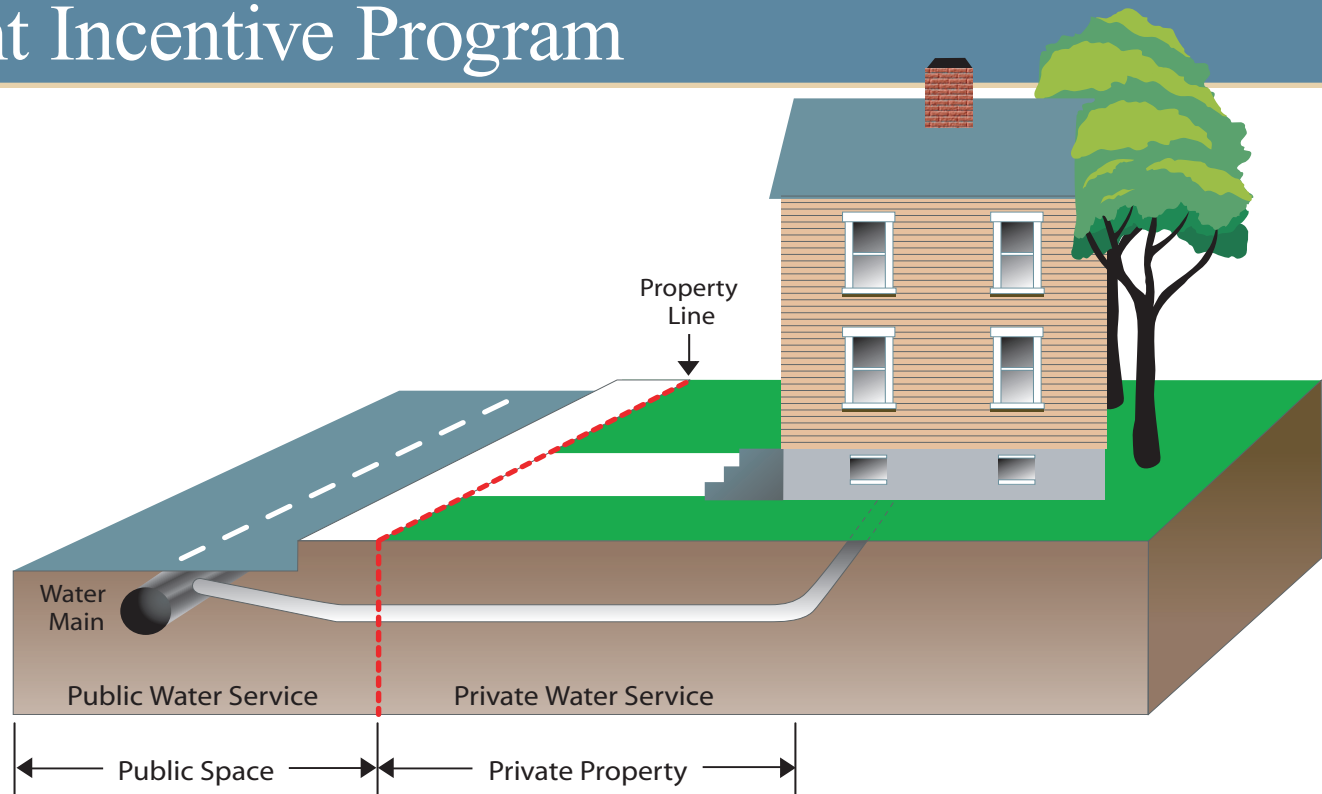 Incentive Program
Property
Line
Water
Main
Public Water Service
Private Water Service
Public Space
Private Property